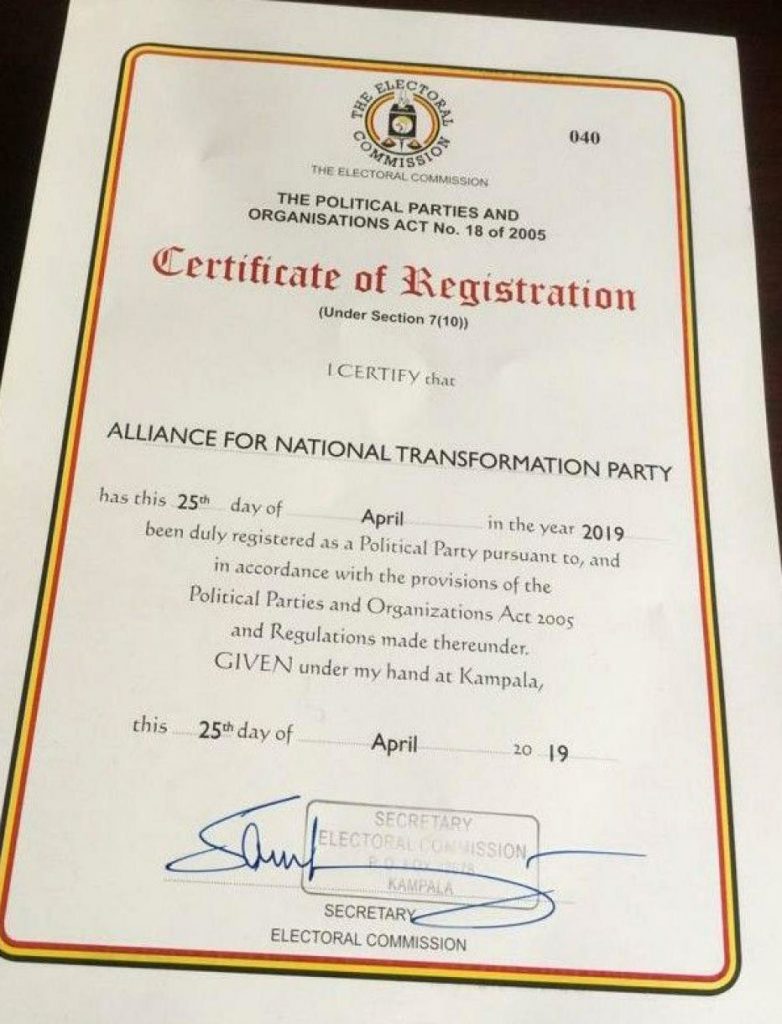 THE ELECTORAL COMMISSION
040
THE ELECTORAL COMMISSION
THE POLITICAL PARTIES AND
ORGANISATIONS ACT No. 18 of 2005
Certificate of Registration
(Under Section 7(10))
I CERTIFY that
ALLIANCE FOR NATIONAL TRANSFORMATION PARTY
has this 25th day of April in the year 2019
been duly registered as a Political Party pursuant to, and
in accordance with the provisions of the
Political Parties and Organizations Act 2005
and Regulations made thereunder.
GIVEN under my hand at Kampala,
this 25th day of April 20 19
SECRETARY
ELECTORAL COMMISSION
KAMPALA
SECRETARY
ELECTORAL COMMISSION